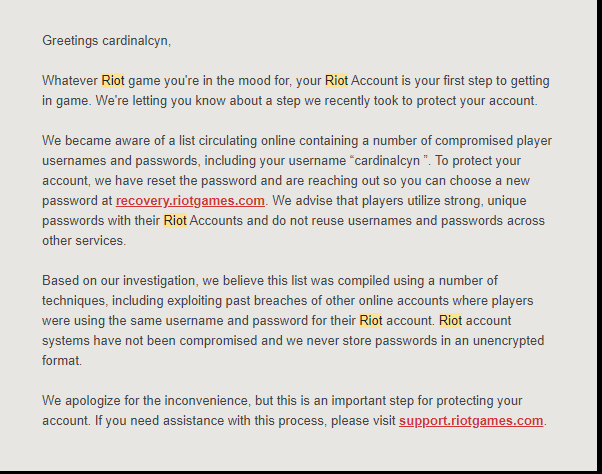 Greetings cardinalcyn,
Whatever Riot game you're in the mood for, your Riot Account is your first step to getting
in game. We're letting you know about a step we recently took to protect your account.
We became aware of a list circulating online containing a number of compromised player
usernames and passwords, including your username “cardinalcyn ”. To protect your
account, we have reset the password and are reaching out so you can choose a new
password at recovery.riotgames.com. We advise that players utilize strong, unique
passwords with their Riot Accounts and do not reuse usernames and passwords across
other services.
Based on our investigation, we believe this list was compiled using a number of
techniques, including exploiting past breaches of other online accounts where players
were using the same username and password for their Riot account. Riot account
systems have not been compromised and we never store passwords in an unencrypted
format.
We apologize for the inconvenience, but this is an important step for protecting your
account. If you need assistance with this process, please visit support.riotgames.com.